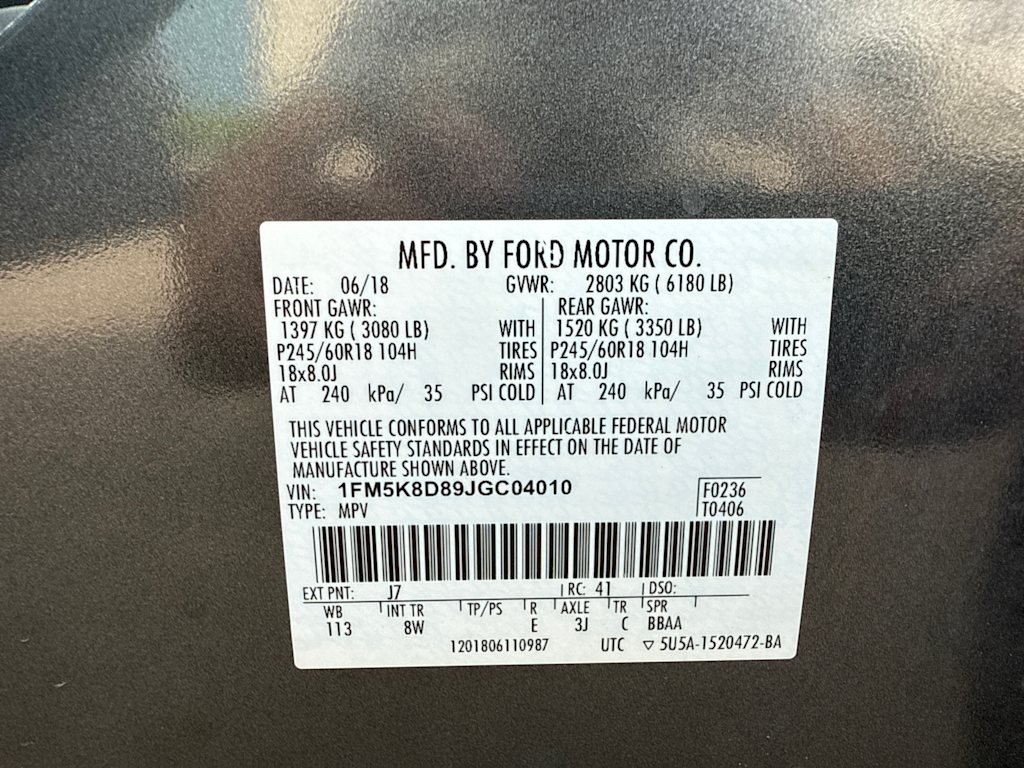 MFD. BY FORD MOTOR CO.
DATE: 06/18 GVWR: 2803 KG ( 6180 LB)
FRONT GAWR: REAR GAWR:
1397 KG ( 3080 LB) WITH 1520 KG ( 3350 LB) WITH
P245/60R18 104H TIRES P245/60R18 104H TIRES
18x8.0J RIMS 18x8.0J RIMS
AT 240 kPa/ 35 PSI COLD AT 240 kPa/ 35 PSI COLD
THIS VEHICLE CONFORMS TO ALL APPLICABLE FEDERAL MOTOR
VEHICLE SAFETY STANDARDS IN EFFECT ON THE DATE OF
MANUFACTURE SHOWN ABOVE.
VIN: 1FM5K8D89JGC04010 F0236
TYPE: MPV T0406
EXT PNT: J7 RC: 41 DSO:
WB INT TR TP/PS R AXLE TR SPR
113 8W E 3J C BBAA
1201806110987 UTC ▽ 5U5A-1520472-BA